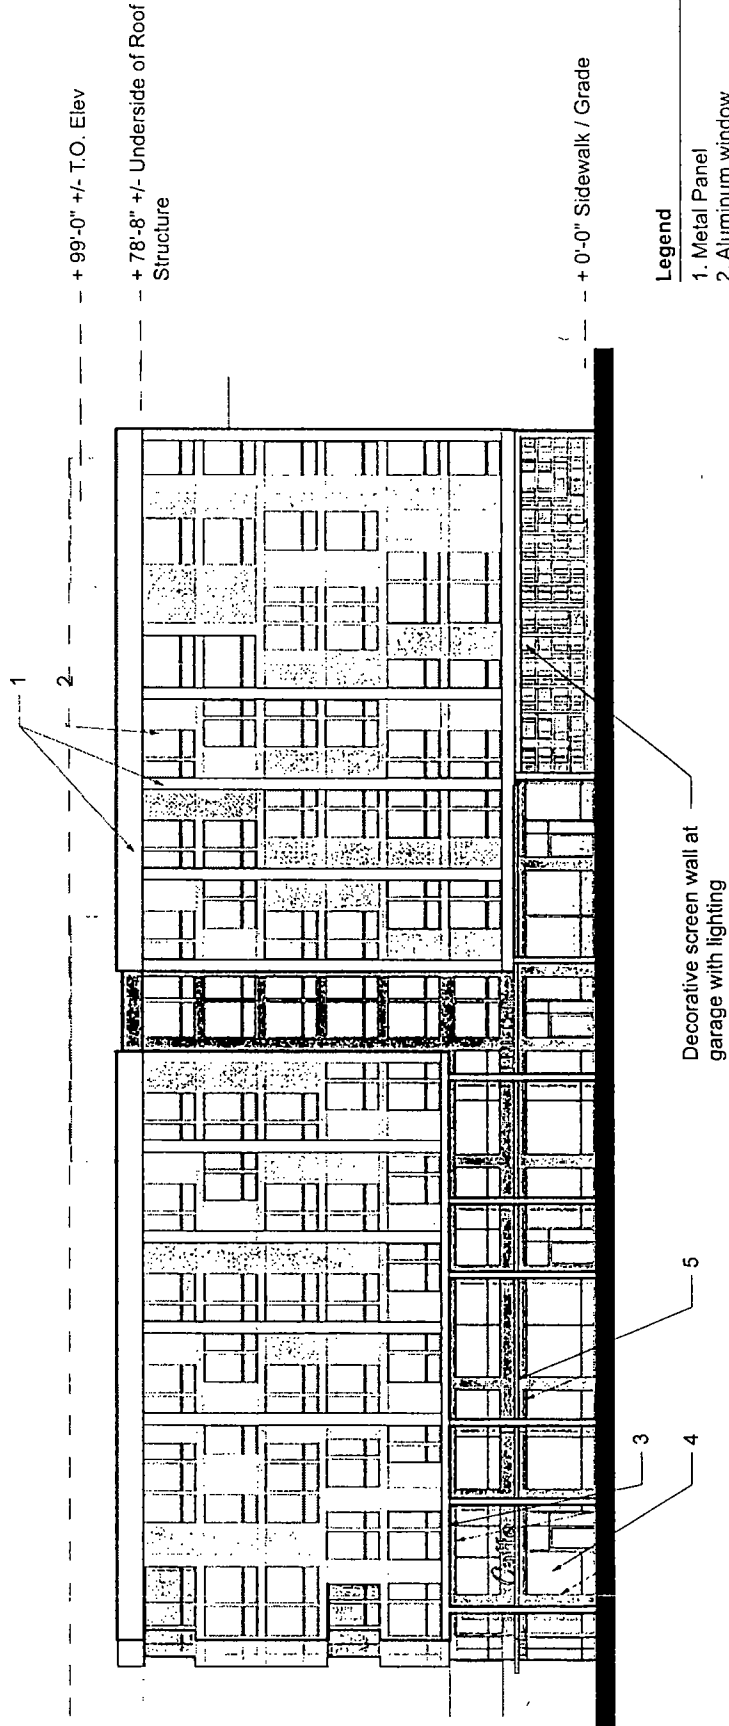 + 99'-0" +/- T.O. Elev
+ 78'-8" +/- Underside of Roof
Structure
+ 0'-0" Sidewalk / Grade
1
2
3
4
5
Decorative screen wall at
garage with lighting
Legend
1. Metal Panel
2. Aluminum window